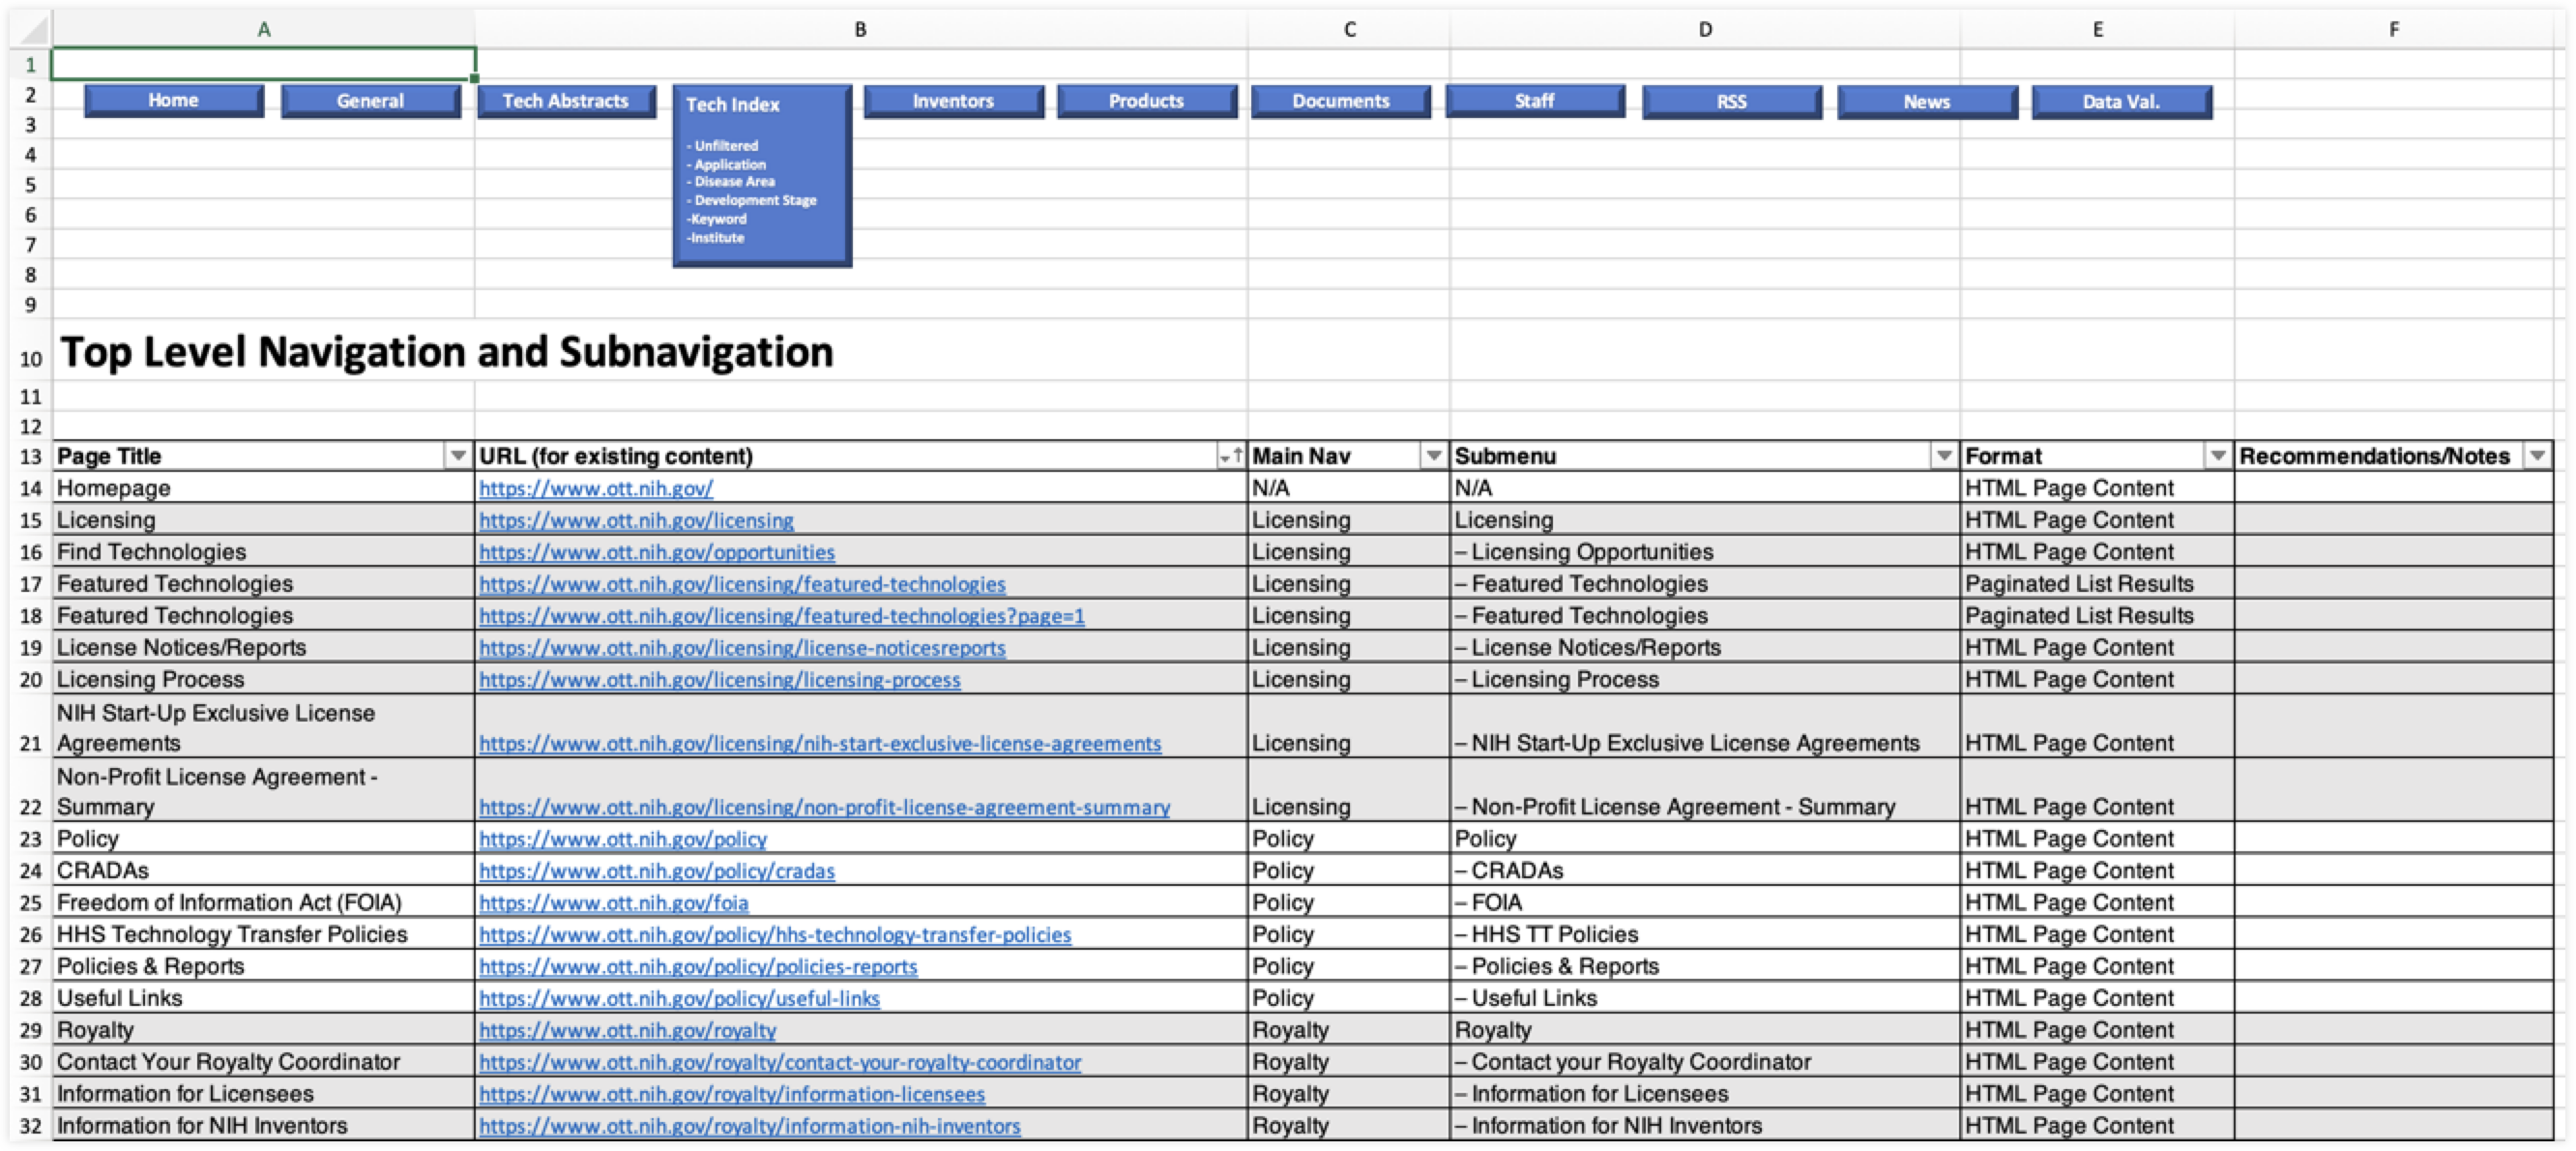 A B C D E F
1
2 Home General Tech Abstracts Tech Index Inventors Products Documents Staff RSS News Data Val.
3
4 - Unfiltered
- Application
5 - Disease Area
6 - Development Stage
-Keyword
7 -Institute
8
9
10 Top Level Navigation and Subnavigation
11
12
13 Page Title URL (for existing content) Main Nav Submenu Format Recommendations/Notes
14 Homepage https://www.ott.nih.gov/ N/A N/A HTML Page Content
15 Licensing https://www.ott.nih.gov/licensing Licensing Licensing HTML Page Content
16 Find Technologies https://www.ott.nih.gov/opportunities Licensing – Licensing Opportunities HTML Page Content
17 Featured Technologies https://www.ott.nih.gov/licensing/featured-technologies Licensing – Featured Technologies Paginated List Results
18 Featured Technologies https://www.ott.nih.gov/licensing/featured-technologies?page=1 Licensing – Featured Technologies Paginated List Results
19 License Notices/Reports https://www.ott.nih.gov/licensing/license-noticesreports Licensing – License Notices/Reports HTML Page Content
20 Licensing Process https://www.ott.nih.gov/licensing/licensing-process Licensing – Licensing Process HTML Page Content
NIH Start-Up Exclusive License
21 Agreements https://www.ott.nih.gov/licensing/nih-start-exclusive-license-agreements Licensing – NIH Start-Up Exclusive License Agreements HTML Page Content
Non-Profit License Agreement -
22 Summary https://www.ott.nih.gov/licensing/non-profit-license-agreement-summary Licensing – Non-Profit License Agreement - Summary HTML Page Content
23 Policy https://www.ott.nih.gov/policy Policy Policy HTML Page Content
24 CRADAs https://www.ott.nih.gov/policy/cradas Policy – CRADAs HTML Page Content
25 Freedom of Information Act (FOIA) https://www.ott.nih.gov/foia Policy – FOIA HTML Page Content
26 HHS Technology Transfer Policies https://www.ott.nih.gov/policy/hhs-technology-transfer-policies Policy – HHS TT Policies HTML Page Content
27 Policies & Reports https://www.ott.nih.gov/policy/policies-reports Policy – Policies & Reports HTML Page Content
28 Useful Links https://www.ott.nih.gov/policy/useful-links Policy – Useful Links HTML Page Content
29 Royalty https://www.ott.nih.gov/royalty Royalty Royalty HTML Page Content
30 Contact Your Royalty Coordinator https://www.ott.nih.gov/royalty/contact-your-royalty-coordinator Royalty – Contact your Royalty Coordinator HTML Page Content
31 Information for Licensees https://www.ott.nih.gov/royalty/information-licensees Royalty – Information for Licensees HTML Page Content
32 Information for NIH Inventors https://www.ott.nih.gov/royalty/information-nih-inventors Royalty – Information for NIH Inventors HTML Page Content